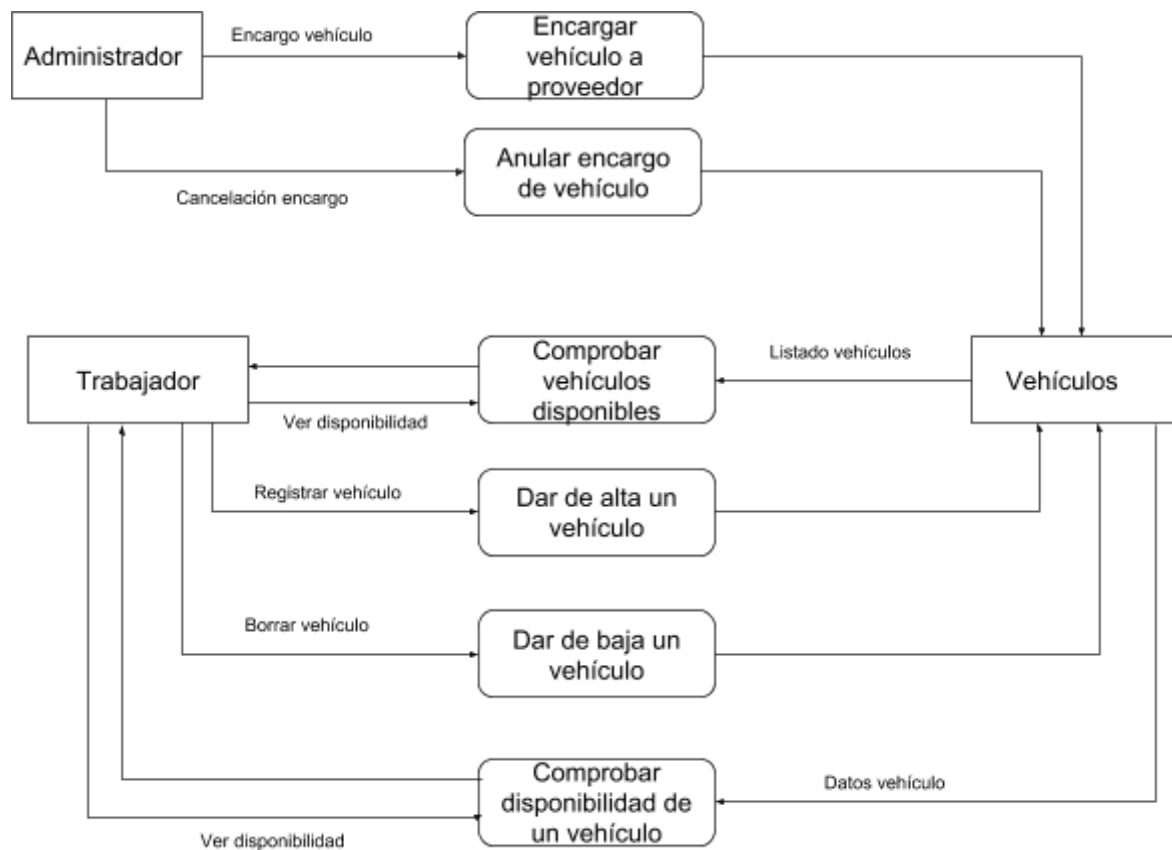 Administrador
Encargo vehículo
Encargar
vehículo a
proveedor
Anular encargo
de vehículo
Cancelación encargo
Trabajador
Comprobar
vehículos
disponibles
Listado vehículos
Vehículos
Ver disponibilidad
Registrar vehículo
Dar de alta un
vehículo
Borrar vehículo
Dar de baja un
vehículo
Comprobar
disponibilidad de
un vehículo
Datos vehículo
Ver disponibilidad